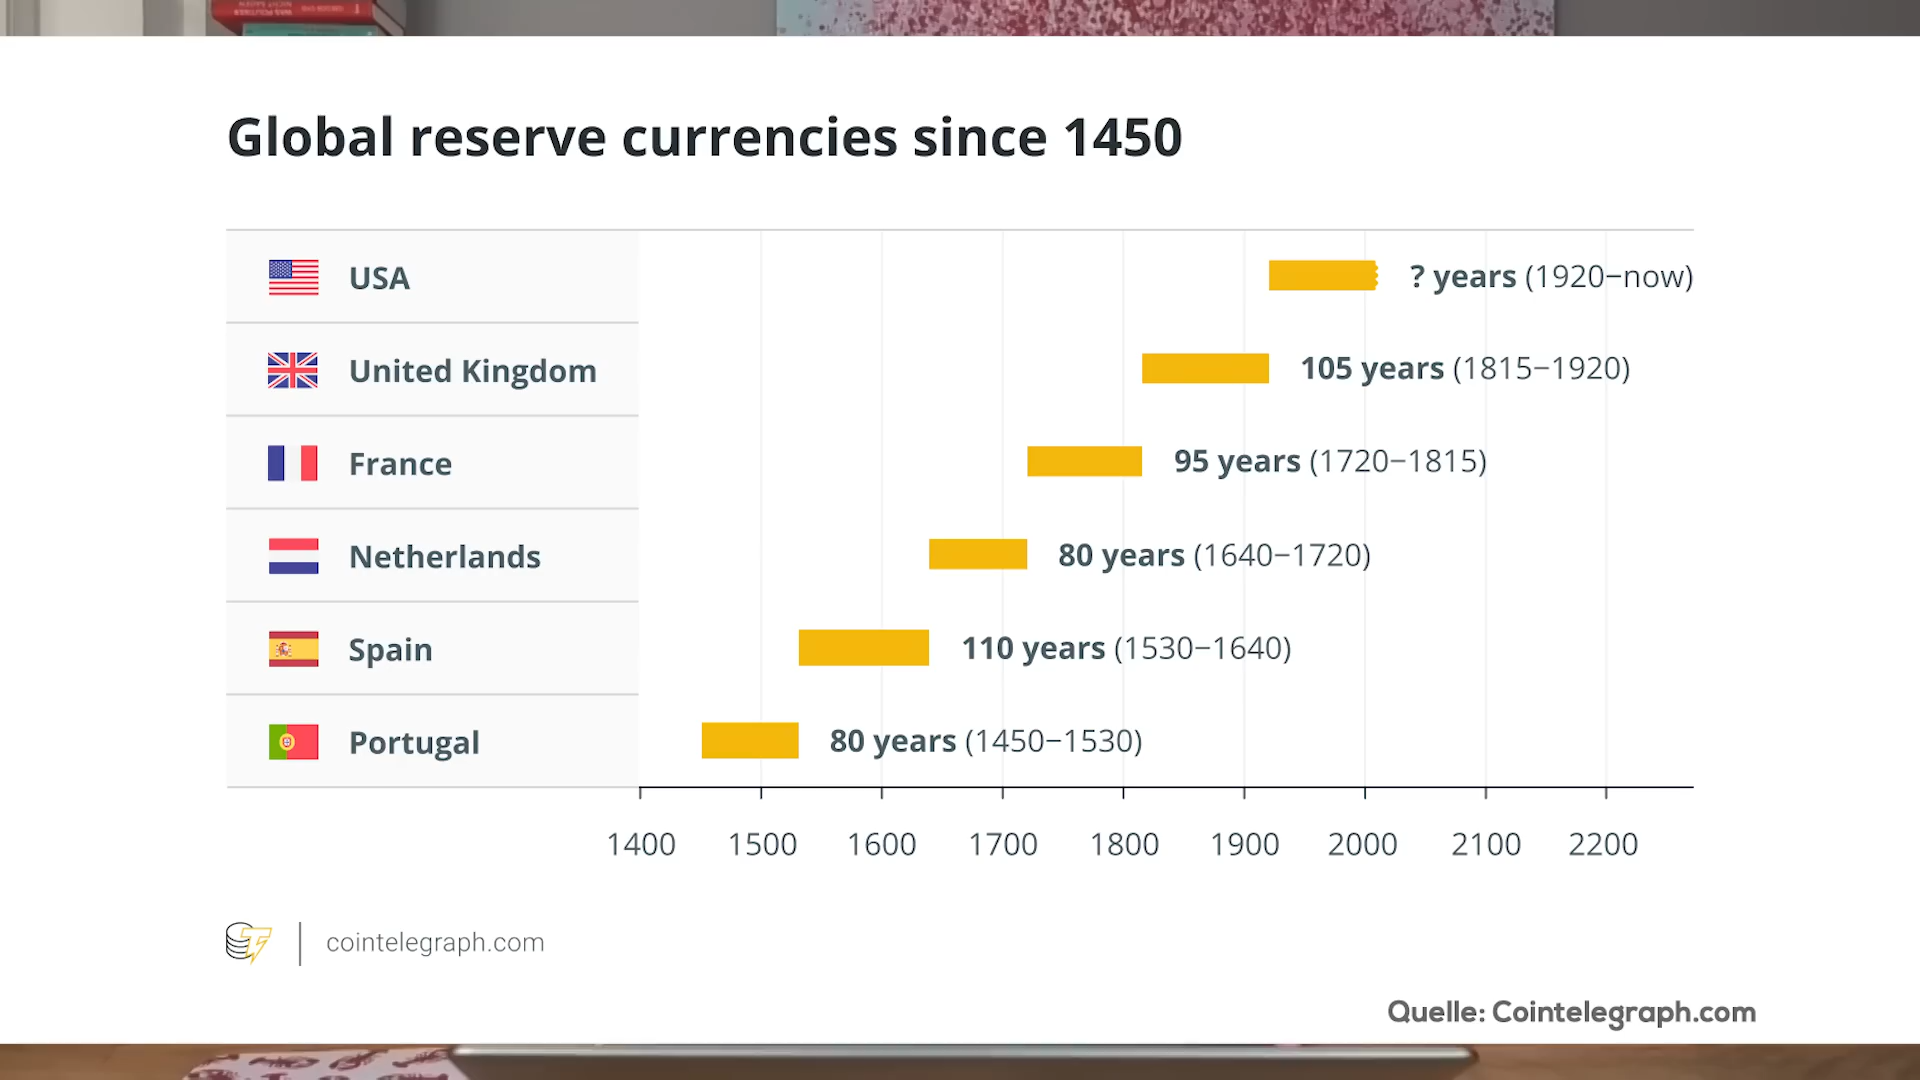 Global reserve currencies since 1450
USA
? years (1920–now)
United Kingdom
105 years (1815–1920)
France
95 years (1720–1815)
Netherlands
80 years (1640–1720)
Spain
110 years (1530–1640)
Portugal
80 years (1450–1530)
1400 1500 1600 1700 1800 1900 2000 2100 2200
cointelegraph.com
Quelle: Cointelegraph.com